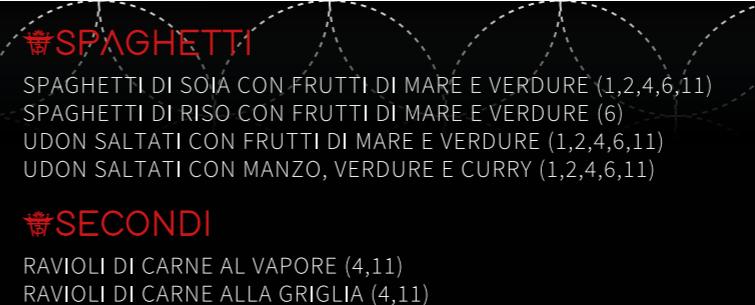 SPAGHETTI
SPAGHETTI DI SOIA CON FRUTTI DI MARE E VERDURE (1,2,4,6,11)
SPAGHETTI DI RISO CON FRUTTI DI MARE E VERDURE (6)
UDON SALTATI CON FRUTTI DI MARE E VERDURE (1,2,4,6,11)
UDON SALTATI CON MANZO, VERDURE E CURRY (1,2,4,6,11)
SECONDI
RAVIOLI DI CARNE AL VAPORE (4,11)
RAVIOLI DI CARNE ALLA GRIGLIA (4,11)